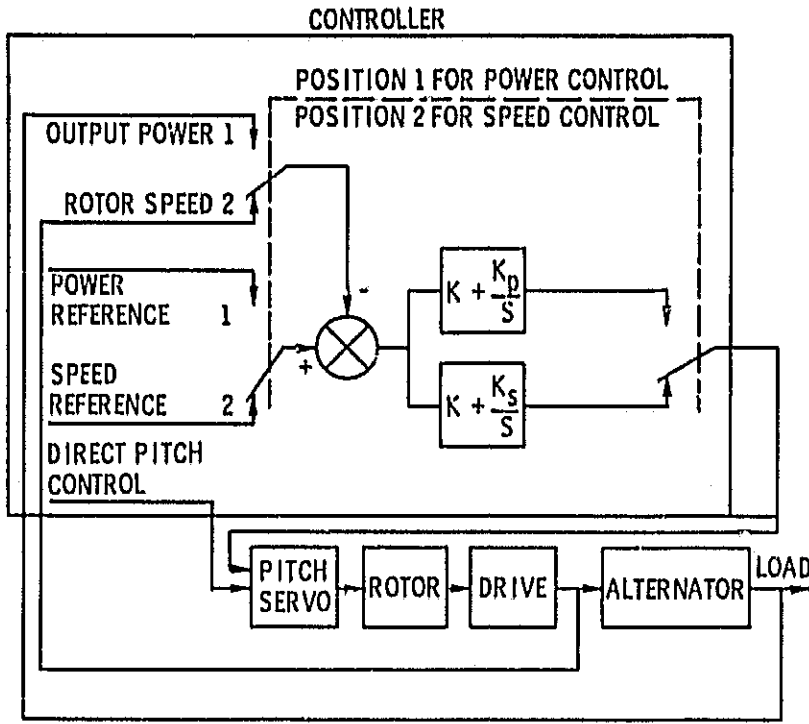 CONTROLLER
POSITION 1 FOR POWER CONTROL
POSITION 2 FOR SPEED CONTROL
OUTPUT POWER 1
ROTOR SPEED 2
POWER
REFERENCE 1
SPEED
REFERENCE 2
DIRECT PITCH
CONTROL
-
+
K + Kp/S
K + Ks/S
PITCH
SERVO
ROTOR
DRIVE
ALTERNATOR
LOAD